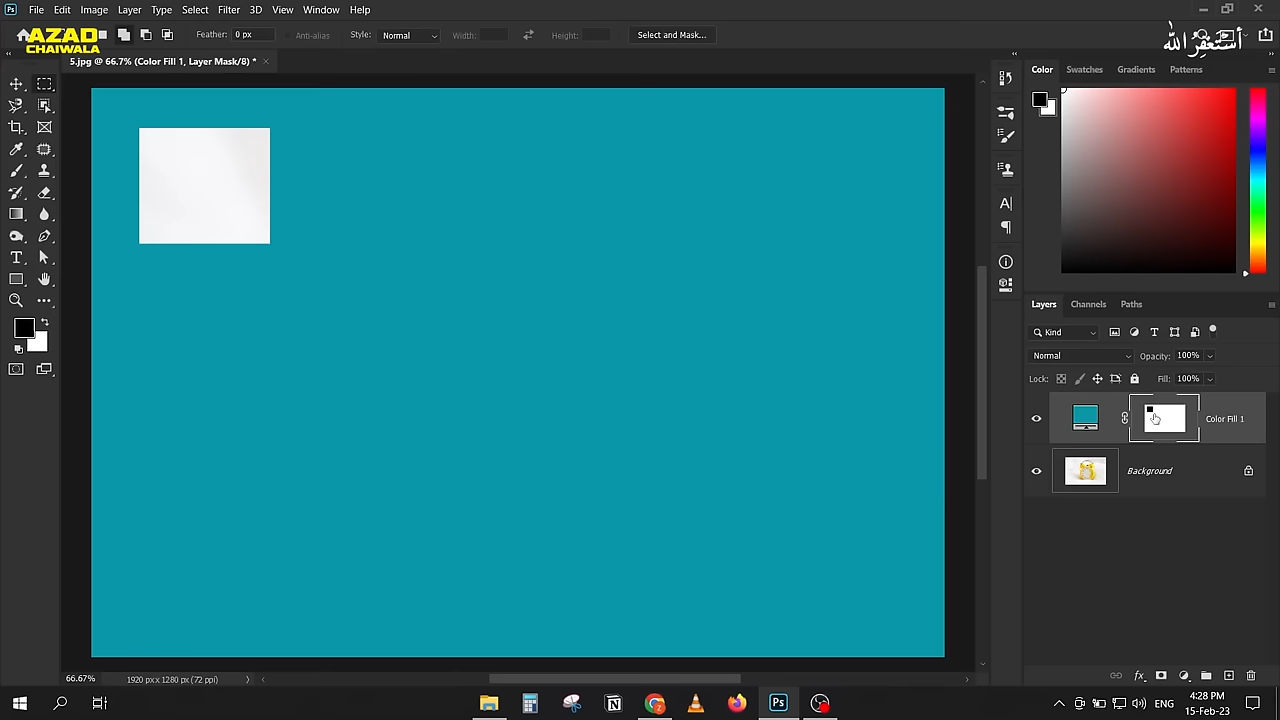 Ps File Edit Image Layer Type Select Filter 3D View Window Help
AZAD
CHAIWALA
Feather: 0 px Anti-alias Style: Normal Width: Height: Select and Mask...
أستغفر الله
5.jpg @ 66.7% (Color Fill 1, Layer Mask/8) *
Color Swatches Gradients Patterns
Layers Channels Paths
Kind
Normal Opacity: 100%
Lock: Fill: 100%
Color Fill 1
Background
66.67% 1920 px x 1280 px (72 ppi)
Ps
ENG
4:28 PM
15-Feb-23